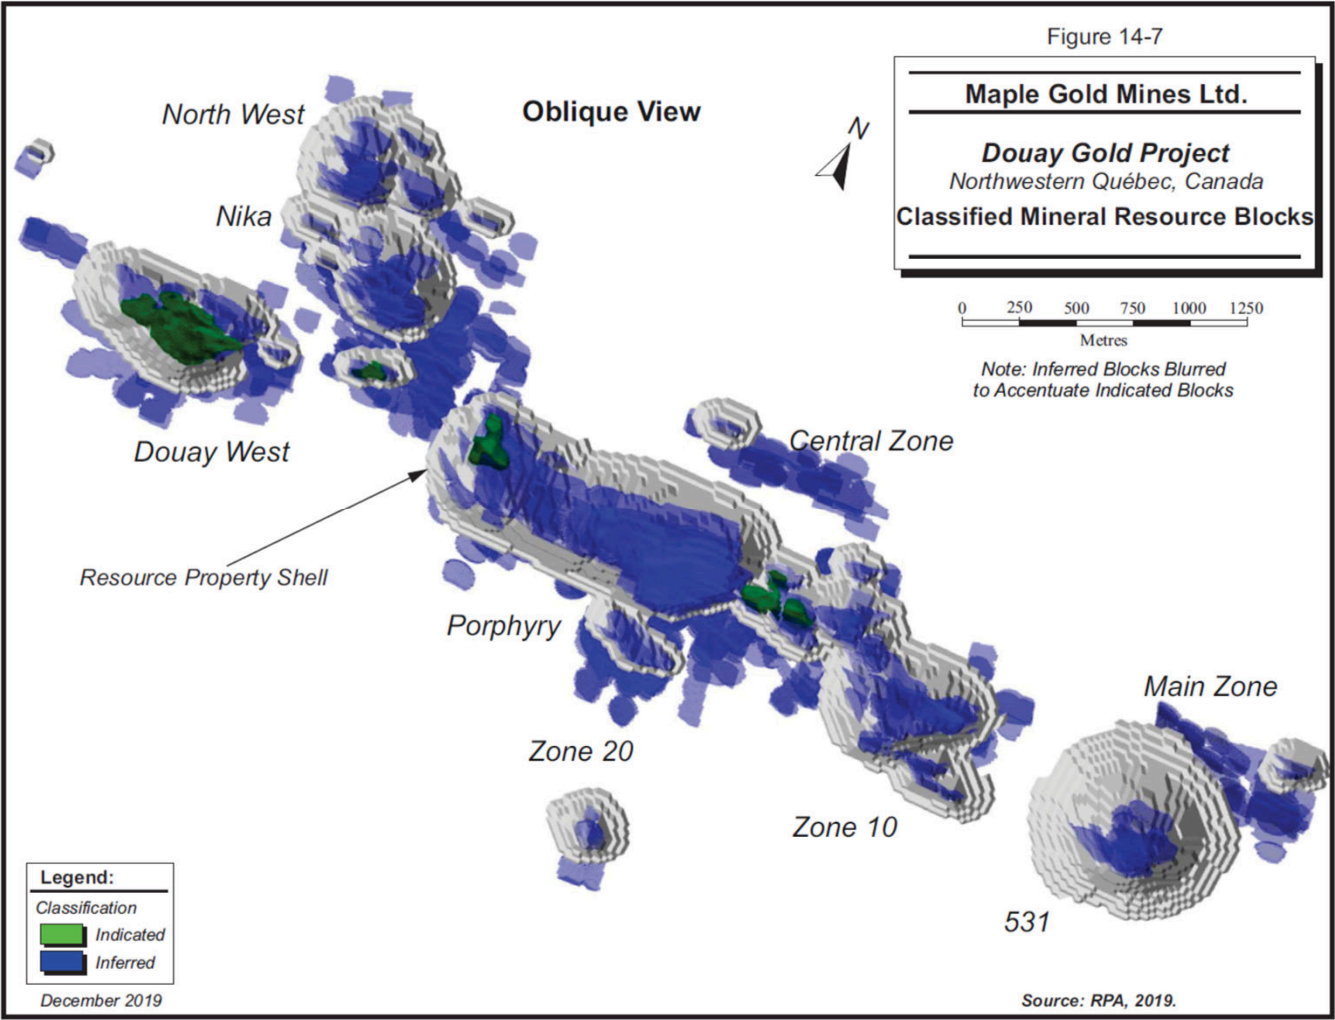 Figure 14-7
Maple Gold Mines Ltd.
Douay Gold Project
Northwestern Québec, Canada
Classified Mineral Resource Blocks
Oblique View
N
0 250 500 750 1000 1250
Metres
Note: Inferred Blocks Blurred
to Accentuate Indicated Blocks
North West
Nika
Douay West
Central Zone
Resource Property Shell
Porphyry
Main Zone
Zone 20
Zone 10
531
Legend:
Classification
Indicated
Inferred
December 2019
Source: RPA, 2019.